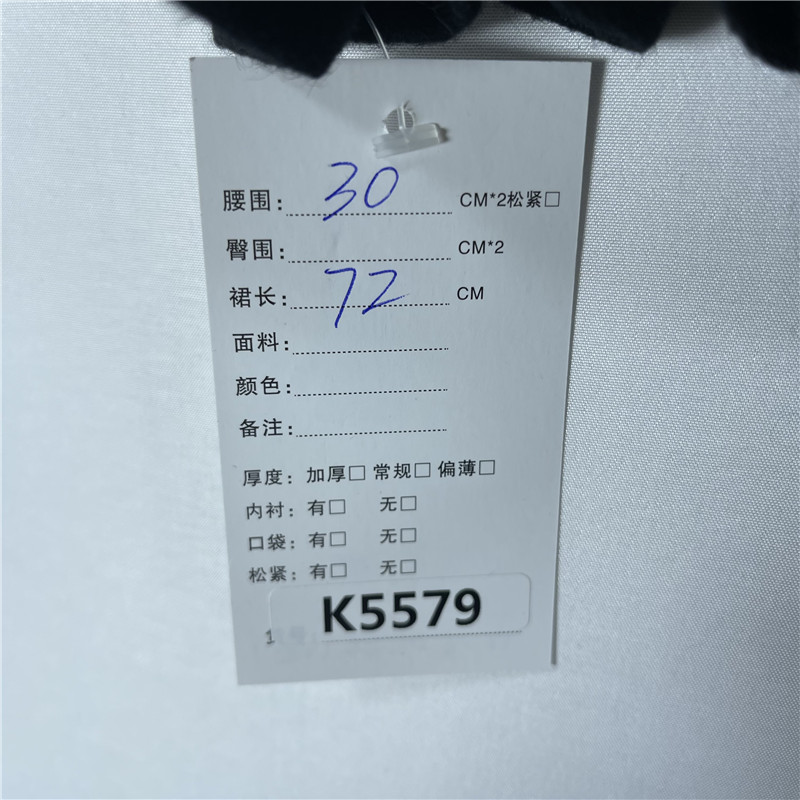 腰围: 30 CM*2松紧□
臀围: CM*2
裙长: 72 CM
面料:
颜色:
备注:
厚度: 加厚□ 常规□ 偏薄□
内衬: 有□ 无□
口袋: 有□ 无□
松紧: 有□ 无□
K5579
1